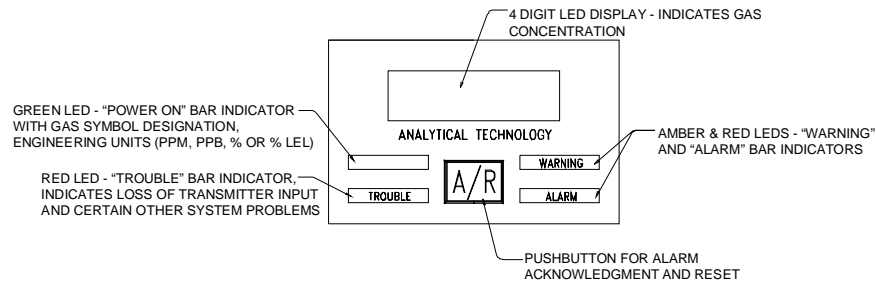 4 DIGIT LED DISPLAY - INDICATES GAS
CONCENTRATION
GREEN LED - “POWER ON” BAR INDICATOR
WITH GAS SYMBOL DESIGNATION,
ENGINEERING UNITS (PPM, PPB, % OR % LEL)
RED LED - “TROUBLE” BAR INDICATOR,
INDICATES LOSS OF TRANSMITTER INPUT
AND CERTAIN OTHER SYSTEM PROBLEMS
ANALYTICAL TECHNOLOGY
WARNING
TROUBLE
A/R
ALARM
AMBER & RED LEDS - “WARNING”
AND “ALARM” BAR INDICATORS
PUSHBUTTON FOR ALARM
ACKNOWLEDGMENT AND RESET